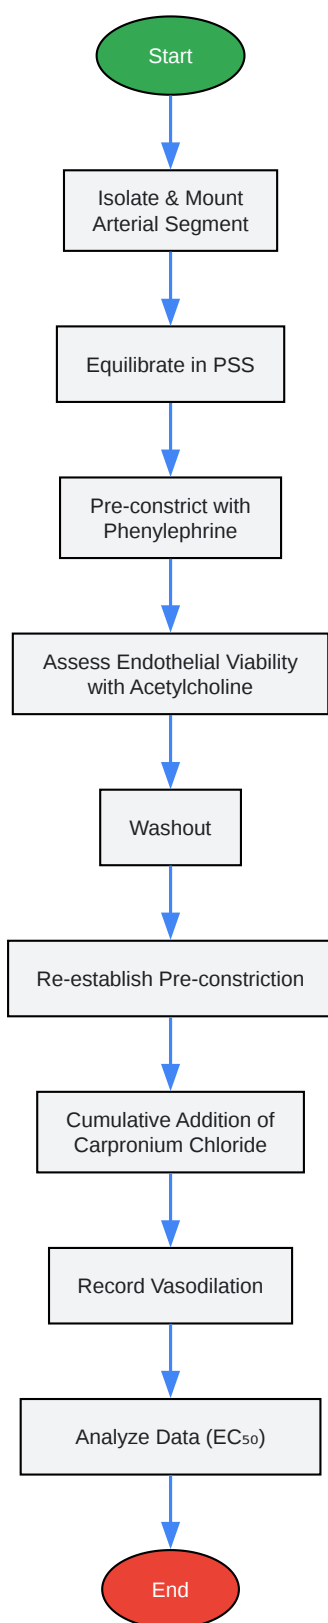 Start
Isolate & Mount
Arterial Segment
Equilibrate in PSS
Pre-constrict with
Phenylephrine
Assess Endothelial Viability
with Acetylcholine
Washout
Re-establish Pre-constriction
Cumulative Addition of
Carpronium Chloride
Record Vasodilation
Analyze Data (EC₅₀)
End